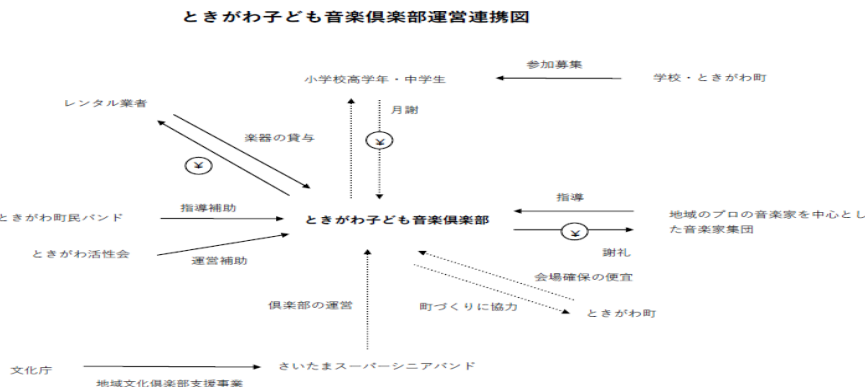 ときがわ子ども音楽倶楽部運営連携図
参加募集
小学校高学年・中学生
学校・ときがわ町
レンタル業者
月謝
楽器の貸与
¥
¥
指導補助
指導
ときがわ町民バンド
ときがわ子ども音楽倶楽部
地域のプロの音楽家を中心とし
た音楽家集団
¥
ときがわ活性会
運営補助
謝礼
会場確保の便宜
倶楽部の運営
町づくりに協力
ときがわ町
文化庁
さいたまスーパーシニアバンド
地域文化倶楽部支援事業